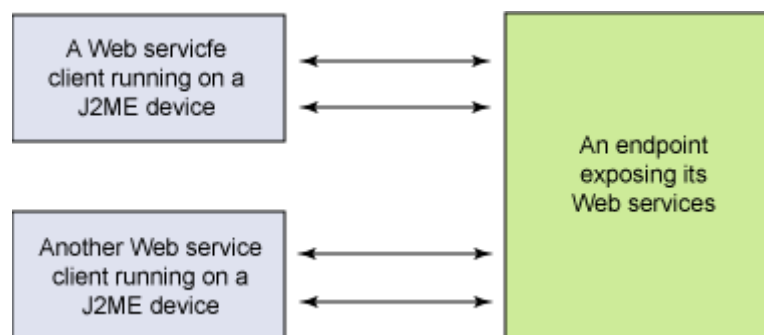 A Web servicfe
client running on a
J2ME device
An endpoint
exposing its
Web services
Another Web service
client running on a
J2ME device